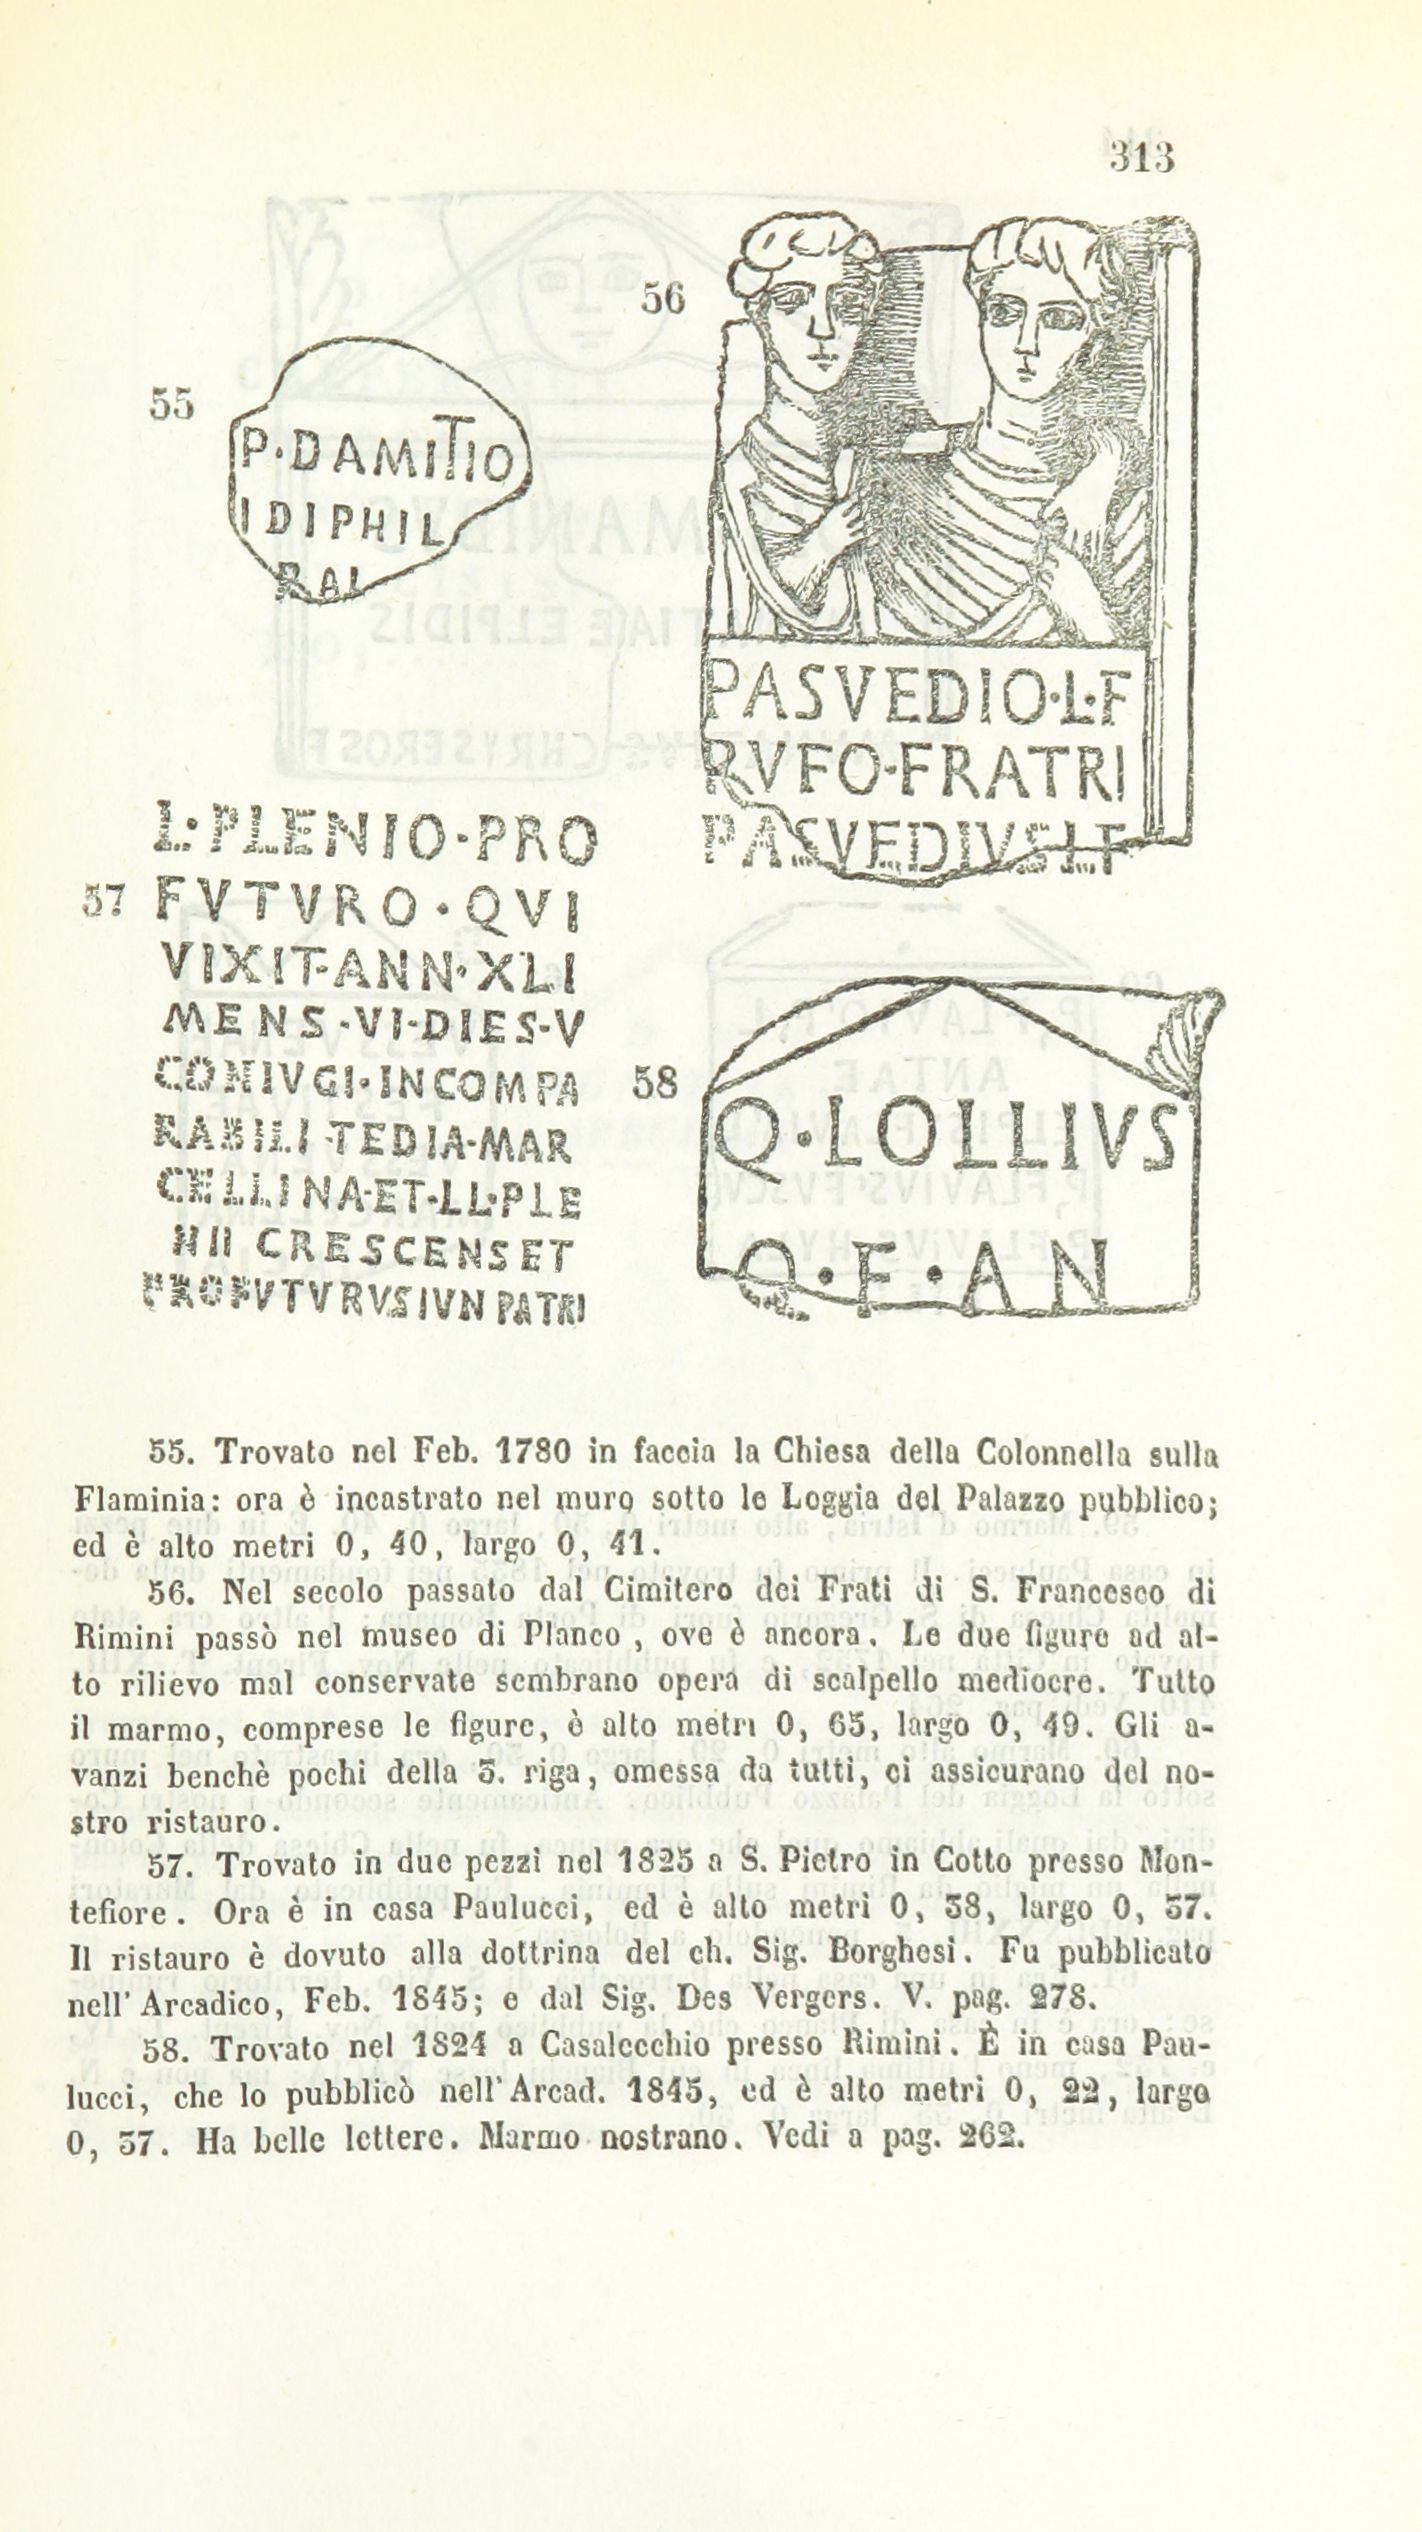 313
55
P·DAMITIO
IDIPHIL
RAI
56
PASVEDIO·L·F
RVFO·FRATRI
PASVEDIVSLF
57
L·PLENIO·PRO
FVTVRO·QVI
VIXIT·ANN·XLI
MENS·VI·DIES·V
CONIVGI·INCOMPA
RABILI·TEDIA·MAR
CELLINA·ET·LL·PLE
NII CRESCENSET
PROFVTVRVSIVNPATRI
58
Q·LOLLIVS
Q·F·AN
55. Trovato nel Feb. 1780 in faccia la Chiesa della Colonnella sulla
Flaminia: ora è incastrato nel muro sotto le Loggia del Palazzo pubblico;
ed è alto metri 0, 40, largo 0, 41.
56. Nel secolo passato dal Cimitero dei Frati di S. Francesco di
Rimini passò nel museo di Planco, ove è ancora. Le due figure ad al-
to rilievo mal conservate sembrano opera di scalpello mediocre. Tutto
il marmo, comprese le figure, è alto metri 0, 65, largo 0, 49. Gli a-
vanzi benchè pochi della 3. riga, omessa da tutti, ci assicurano del no-
stro ristauro.
57. Trovato in due pezzi nel 1825 a S. Pietro in Cotto presso Mon-
tefiore. Ora è in casa Paulucci, ed è alto metri 0, 38, largo 0, 37.
Il ristauro è dovuto alla dottrina del ch. Sig. Borghesi. Fu pubblicato
nell'Arcadico, Feb. 1845; e dal Sig. Des Vergers. V. pag. 278.
58. Trovato nel 1824 a Casalecchio presso Rimini. È in casa Pau-
lucci, che lo pubblicò nell'Arcad. 1845, ed è alto metri 0, 22, largo
0, 37. Ha belle lettere. Marmo nostrano. Vedi a pag. 262.